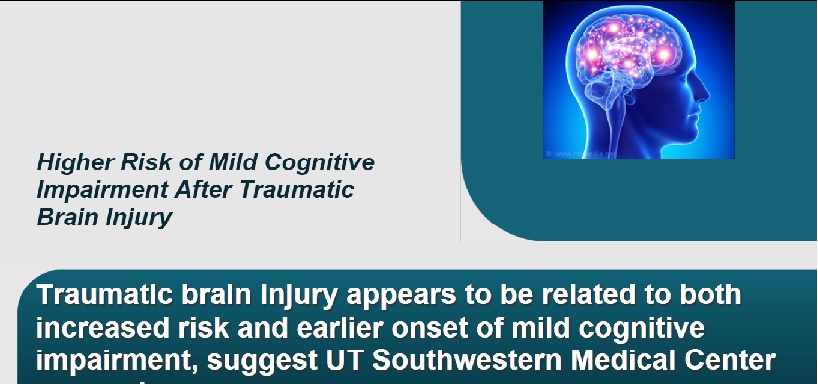 Higher Risk of Mild Cognitive
Impairment After Traumatic
Brain Injury
Traumatic brain injury appears to be related to both
increased risk and earlier onset of mild cognitive
impairment, suggest UT Southwestern Medical Center